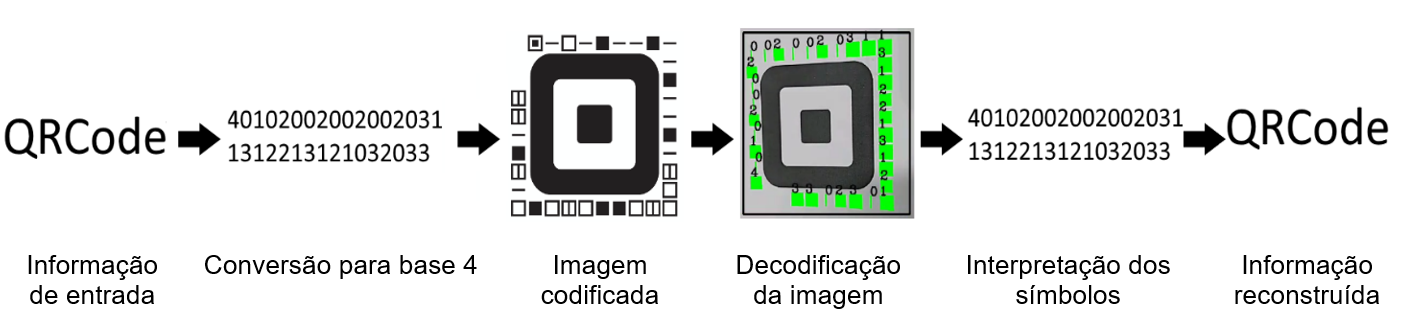 QRCode
40102002002002031
1312213121032033
40102002002002031
1312213121032033
QRCode
Informação
de entrada
Conversão para base 4
Imagem
codificada
Decodificação
da imagem
Interpretação dos
símbolos
Informação
reconstruída